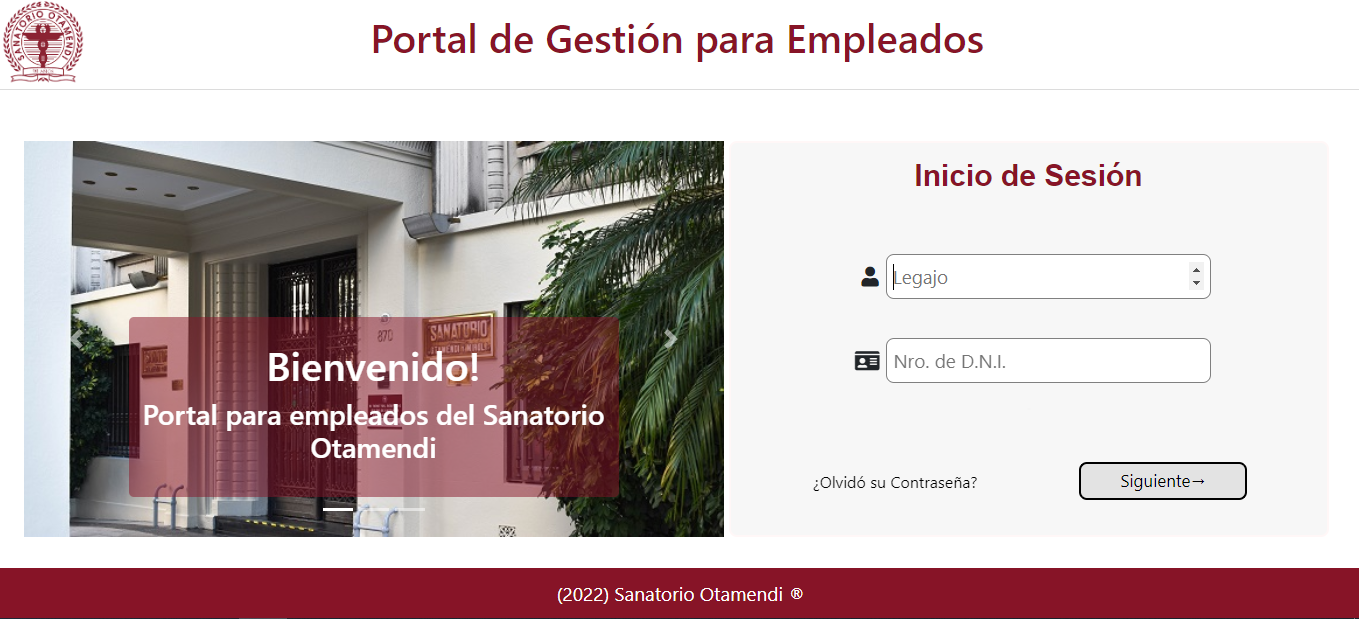 SANATORIO OTAMENDI
Portal de Gestión para Empleados
Inicio de Sesión
Legajo
Nro. de D.N.I.
¿Olvidó su Contraseña?
Siguiente→
870
SANATORIO
Bienvenido!
Portal para empleados del Sanatorio
Otamendi
(2022) Sanatorio Otamendi ®